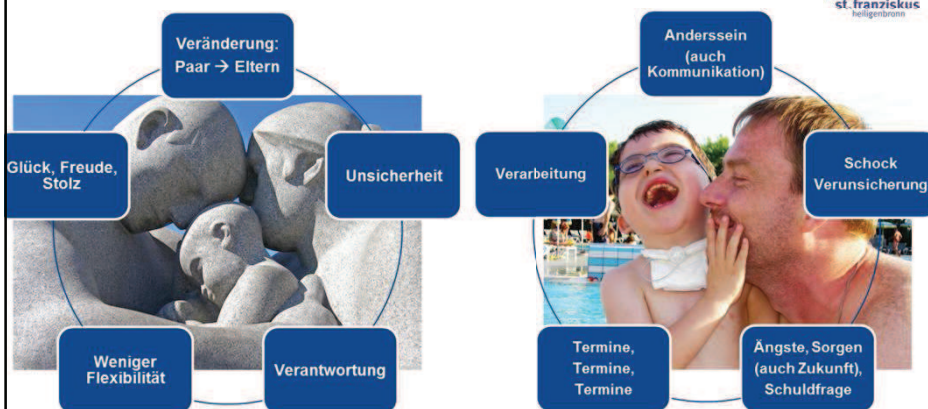 st.franziskus
heiligenbronn
Veränderung:
Paar → Eltern
Unsicherheit
Verantwortung
Weniger
Flexibilität
Glück, Freude,
Stolz
Anderssein
(auch
Kommunikation)
Schock
Verunsicherung
Ängste, Sorgen
(auch Zukunft),
Schuldfrage
Termine,
Termine,
Termine
Verarbeitung